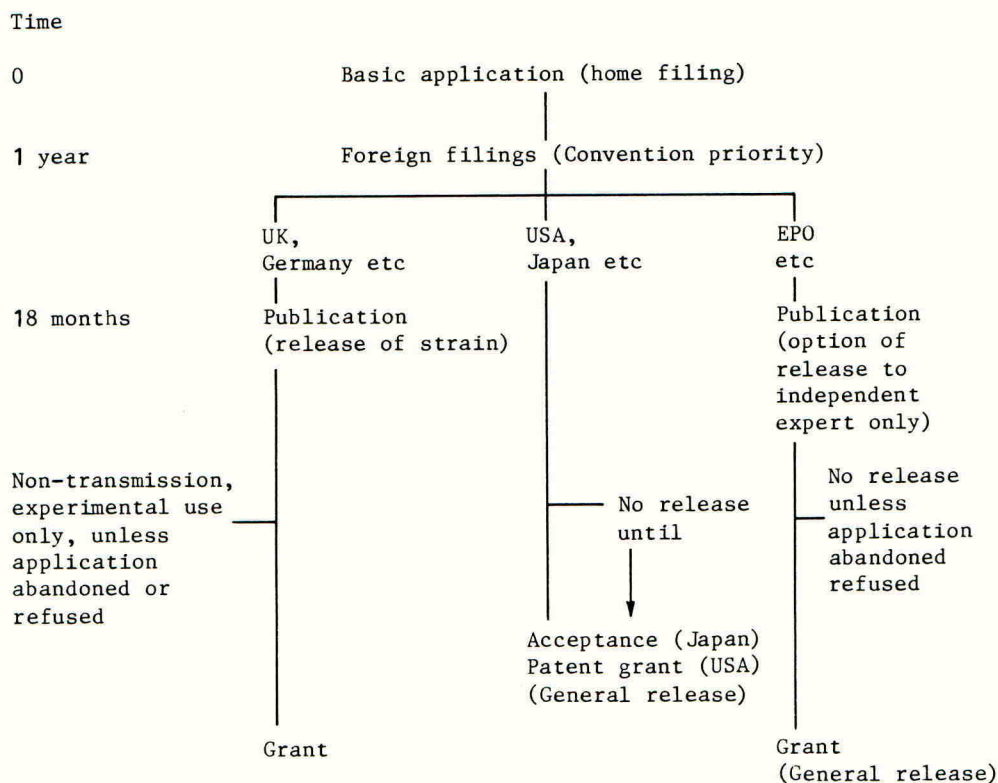 Time
0
Basic application (home filing)
1 year
Foreign filings (Convention priority)
UK,
Germany etc
USA,
Japan etc
EPO
etc
18 months
Publication
(release of strain)
Publication
(option of
release to
independent
expert only)
Non-transmission,
experimental use
only, unless
application
abandoned or
refused
No release
until
No release
unless
application
abandoned
refused
Acceptance (Japan)
Patent grant (USA)
(General release)
Grant
Grant
(General release)